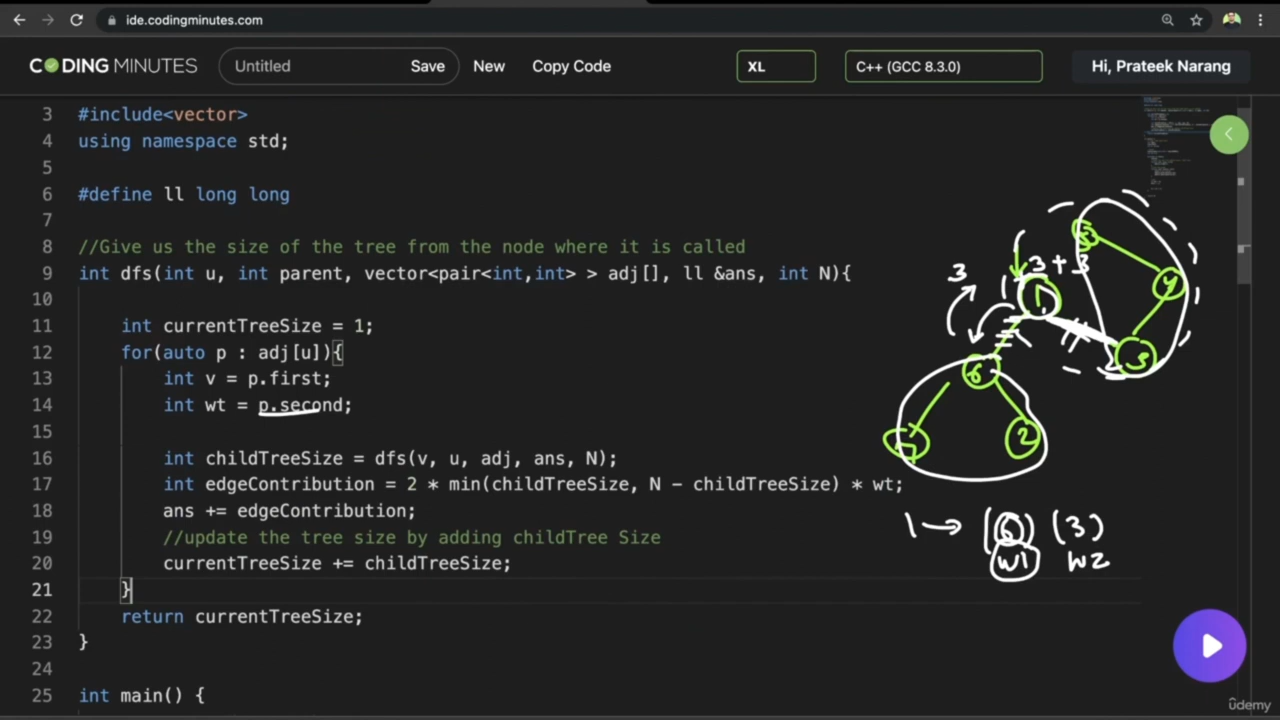 ide.codingminutes.com
CODING MINUTES
Untitled
Save
New
Copy Code
XL
C++ (GCC 8.3.0)
Hi, Prateek Narang
3 #include<vector>
4 using namespace std;
5
6 #define ll long long
7
8 //Give us the size of the tree from the node where it is called
9 int dfs(int u, int parent, vector<pair<int,int> > adj[], ll &ans, int N){
10
11 int currentTreeSize = 1;
12 for(auto p : adj[u]){
13 int v = p.first;
14 int wt = p.second;
15
16 int childTreeSize = dfs(v, u, adj, ans, N);
17 int edgeContribution = 2 * min(childTreeSize, N - childTreeSize) * wt;
18 ans += edgeContribution;
19 //update the tree size by adding childTree Size
20 currentTreeSize += childTreeSize;
21 }
22 return currentTreeSize;
23 }
24
25 int main() {
3
3 + 3
1
4
3
6
2
1 → (6) (3)
w1 w2
ûdemy